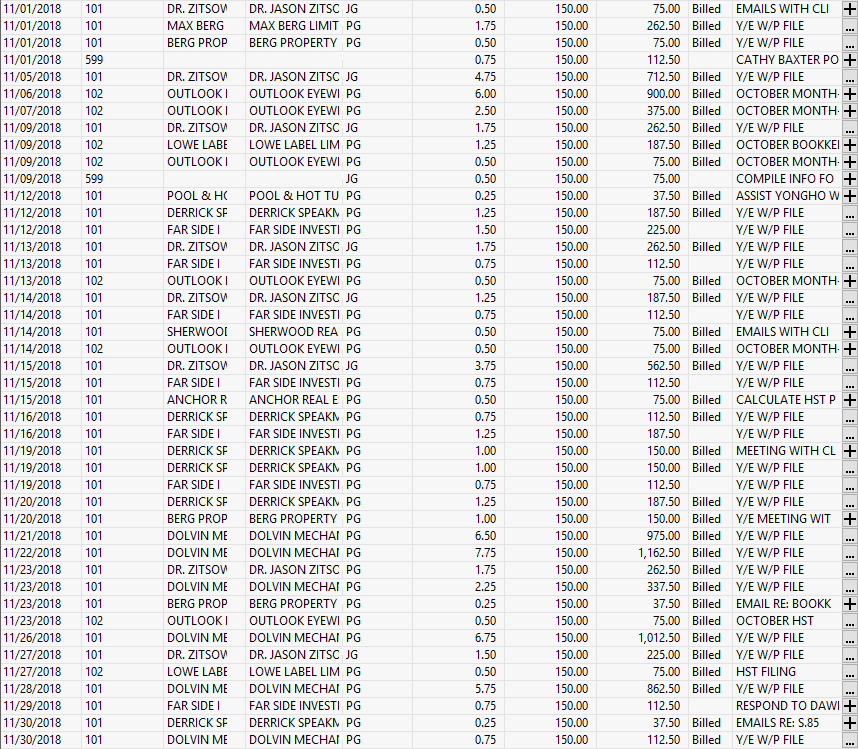 11/01/2018 101 DR. ZITSOW DR. JASON ZITSC JG 0.50 150.00 75.00 Billed EMAILS WITH CLI +
11/01/2018 101 MAX BERG MAX BERG LIMIT PG 1.75 150.00 262.50 Billed Y/E W/P FILE ...
11/01/2018 101 BERG PROP BERG PROPERTY PG 0.50 150.00 75.00 Billed Y/E W/P FILE ...
11/01/2018 599 0.75 150.00 112.50 CATHY BAXTER PO +
11/05/2018 101 DR. ZITSOW DR. JASON ZITSC JG 4.75 150.00 712.50 Billed Y/E W/P FILE ...
11/06/2018 102 OUTLOOK I OUTLOOK EYEWI PG 6.00 150.00 900.00 Billed OCTOBER MONTH- +
11/07/2018 102 OUTLOOK I OUTLOOK EYEWI PG 2.50 150.00 375.00 Billed OCTOBER MONTH- +
11/09/2018 101 DR. ZITSOW DR. JASON ZITSC JG 1.75 150.00 262.50 Billed Y/E W/P FILE ...
11/09/2018 102 LOWE LABE LOWE LABEL LIM PG 1.25 150.00 187.50 Billed OCTOBER BOOKKEI +
11/09/2018 102 OUTLOOK I OUTLOOK EYEWI PG 0.50 150.00 75.00 Billed OCTOBER MONTH- +
11/09/2018 599 JG 0.50 150.00 75.00 COMPILE INFO FO +
11/12/2018 101 POOL & HO POOL & HOT TU PG 0.25 150.00 37.50 Billed ASSIST YONGHO W +
11/12/2018 101 DERRICK SP DERRICK SPEAKM PG 1.25 150.00 187.50 Billed Y/E W/P FILE ...
11/12/2018 101 FAR SIDE I FAR SIDE INVESTI PG 1.50 150.00 225.00 Y/E W/P FILE ...
11/13/2018 101 DR. ZITSOW DR. JASON ZITSC JG 1.75 150.00 262.50 Billed Y/E W/P FILE ...
11/13/2018 101 FAR SIDE I FAR SIDE INVESTI PG 0.75 150.00 112.50 Y/E W/P FILE ...
11/13/2018 102 OUTLOOK I OUTLOOK EYEWI PG 0.50 150.00 75.00 Billed OCTOBER MONTH- +
11/14/2018 101 DR. ZITSOW DR. JASON ZITSC JG 1.25 150.00 187.50 Billed Y/E W/P FILE ...
11/14/2018 101 FAR SIDE I FAR SIDE INVESTI PG 0.75 150.00 112.50 Y/E W/P FILE ...
11/14/2018 101 SHERWOOD SHERWOOD REA PG 0.50 150.00 75.00 Billed EMAILS WITH CLI +
11/14/2018 102 OUTLOOK I OUTLOOK EYEWI PG 0.50 150.00 75.00 Billed OCTOBER MONTH- +
11/15/2018 101 DR. ZITSOW DR. JASON ZITSC JG 3.75 150.00 562.50 Billed Y/E W/P FILE ...
11/15/2018 101 FAR SIDE I FAR SIDE INVESTI PG 0.75 150.00 112.50 Y/E W/P FILE ...
11/15/2018 101 ANCHOR R ANCHOR REAL E PG 0.50 150.00 75.00 Billed CALCULATE HST P +
11/16/2018 101 DERRICK SP DERRICK SPEAKM PG 0.75 150.00 112.50 Billed Y/E W/P FILE ...
11/16/2018 101 FAR SIDE I FAR SIDE INVESTI PG 1.25 150.00 187.50 Y/E W/P FILE ...
11/19/2018 101 DERRICK SP DERRICK SPEAKM PG 1.00 150.00 150.00 Billed MEETING WITH CL +
11/19/2018 101 DERRICK SP DERRICK SPEAKM PG 1.00 150.00 150.00 Billed Y/E W/P FILE ...
11/19/2018 101 FAR SIDE I FAR SIDE INVESTI PG 0.75 150.00 112.50 Y/E W/P FILE ...
11/20/2018 101 DERRICK SP DERRICK SPEAKM PG 1.25 150.00 187.50 Billed Y/E W/P FILE ...
11/20/2018 101 BERG PROP BERG PROPERTY PG 1.00 150.00 150.00 Billed Y/E MEETING WIT +
11/21/2018 101 DOLVIN ME DOLVIN MECHAI PG 6.50 150.00 975.00 Billed Y/E W/P FILE ...
11/22/2018 101 DOLVIN ME DOLVIN MECHAI PG 7.75 150.00 1,162.50 Billed Y/E W/P FILE ...
11/23/2018 101 DR. ZITSOW DR. JASON ZITSC PG 1.75 150.00 262.50 Billed Y/E W/P FILE ...
11/23/2018 101 DOLVIN ME DOLVIN MECHAI PG 2.25 150.00 337.50 Billed Y/E W/P FILE ...
11/23/2018 101 BERG PROP BERG PROPERTY PG 0.25 150.00 37.50 Billed EMAIL RE: BOOKK +
11/23/2018 102 OUTLOOK I OUTLOOK EYEWI PG 0.50 150.00 75.00 Billed OCTOBER HST ...
11/26/2018 101 DOLVIN ME DOLVIN MECHAI PG 6.75 150.00 1,012.50 Billed Y/E W/P FILE ...
11/27/2018 101 DR. ZITSOW DR. JASON ZITSC JG 1.50 150.00 225.00 Billed Y/E W/P FILE ...
11/27/2018 102 LOWE LABE LOWE LABEL LIM PG 0.50 150.00 75.00 Billed HST FILING ...
11/28/2018 101 DOLVIN ME DOLVIN MECHAI PG 5.75 150.00 862.50 Billed Y/E W/P FILE ...
11/29/2018 101 FAR SIDE I FAR SIDE INVESTI PG 0.75 150.00 112.50 RESPOND TO DAWI +
11/30/2018 101 DERRICK SP DERRICK SPEAKM PG 0.25 150.00 37.50 Billed EMAILS RE: S.85 +
11/30/2018 101 DOLVIN ME DOLVIN MECHAI PG 0.75 150.00 112.50 Billed Y/E W/P FILE ...